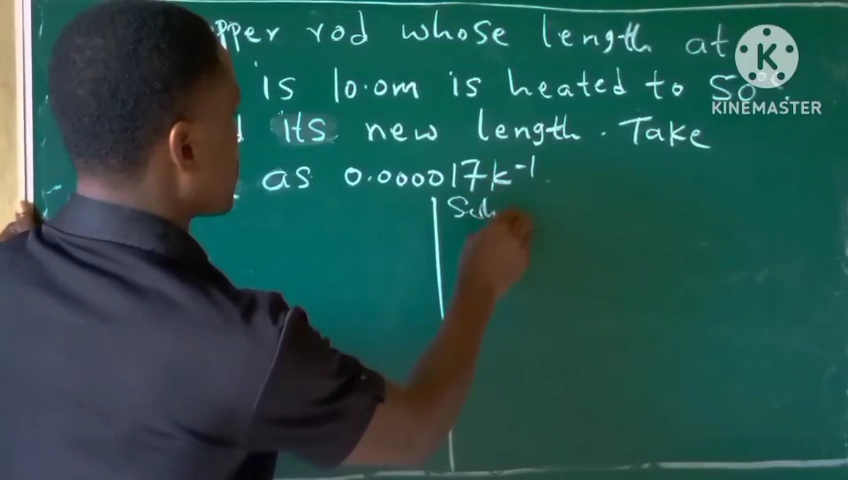 pper rod whose length at
is 10.0m is heated to 50°C.
its new length. Take
as 0.000017k⁻¹.
K
KINEMASTER